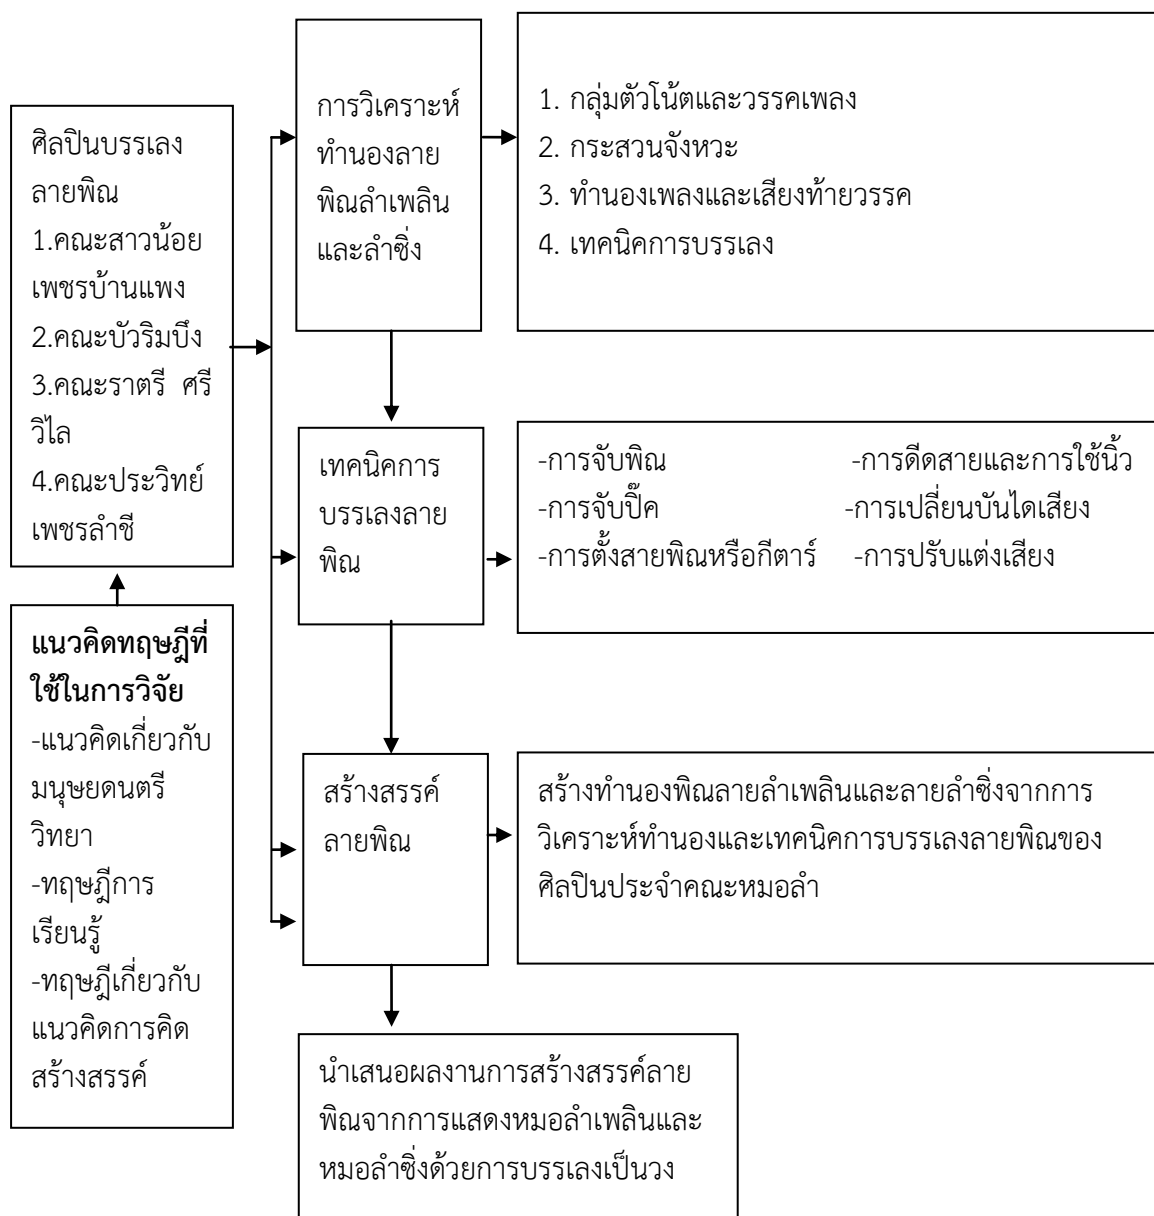 ศิลปินบรรเลง
ลายพิณ
1.คณะสาวน้อย
เพชรบ้านแพง
2.คณะบัวริมบึง
3.คณะราตรี ศรี
วิไล
4.คณะประวิทย์
เพชรลำชี
แนวคิดทฤษฎีที่
ใช้ในการวิจัย
-แนวคิดเกี่ยวกับ
มนุษยดนตรี
วิทยา
-ทฤษฎีการ
เรียนรู้
-ทฤษฎีเกี่ยวกับ
แนวคิดการคิด
สร้างสรรค์
การวิเคราะห์
ทำนองลาย
พิณลำเพลิน
และลำซิ่ง
1. กลุ่มตัวโน้ตและวรรคเพลง
2. กระสวนจังหวะ
3. ทำนองเพลงและเสียงท้ายวรรค
4. เทคนิคการบรรเลง
เทคนิคการ
บรรเลงลาย
พิณ
-การจับพิณ -การดีดสายและการใช้นิ้ว
-การจับปิ๊ค -การเปลี่ยนบันไดเสียง
-การตั้งสายพิณหรือกีตาร์ -การปรับแต่งเสียง
สร้างสรรค์
ลายพิณ
สร้างทำนองพิณลายลำเพลินและลายลำซิ่งจากการ
วิเคราะห์ทำนองและเทคนิคการบรรเลงลายพิณของ
ศิลปินประจำคณะหมอลำ
นำเสนอผลงานการสร้างสรรค์ลาย
พิณจากการแสดงหมอลำเพลินและ
หมอลำซิ่งด้วยการบรรเลงเป็นวง